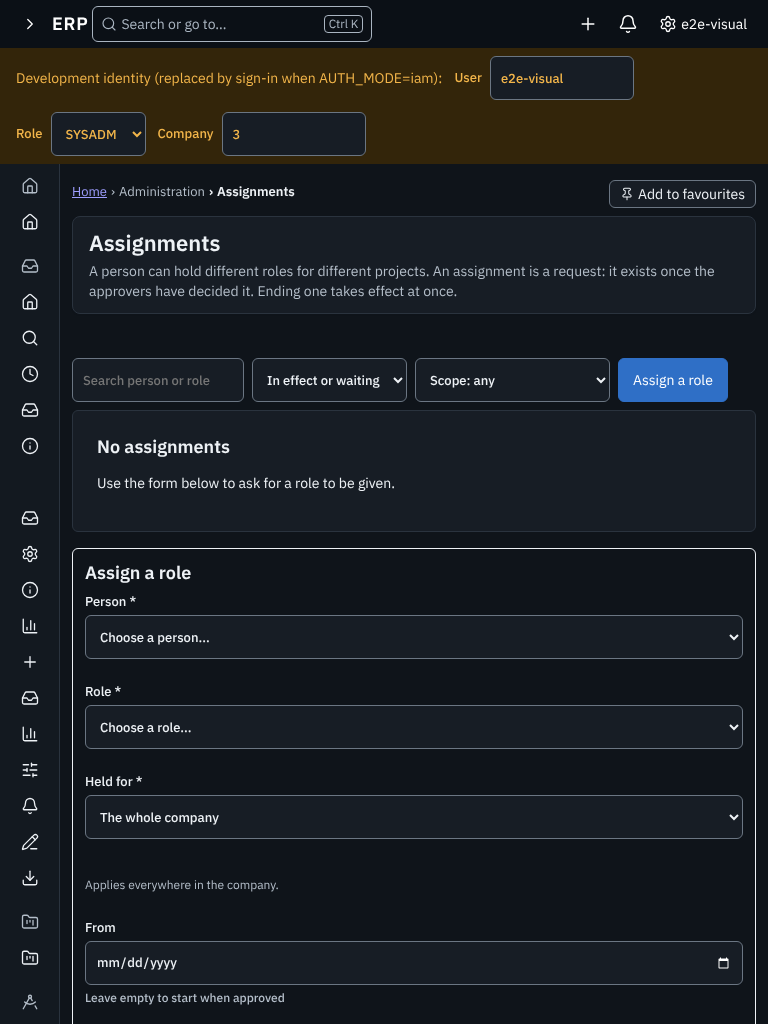 ERP
Search or go to...
Ctrl K
e2e-visual
Development identity (replaced by sign-in when AUTH_MODE=iam): User e2e-visual
Role SYSADM Company 3
Home › Administration › Assignments
Add to favourites
Assignments
A person can hold different roles for different projects. An assignment is a request: it exists once the
approvers have decided it. Ending one takes effect at once.
Search person or role
In effect or waiting
Scope: any
Assign a role
No assignments
Use the form below to ask for a role to be given.
Assign a role
Person *
Choose a person...
Role *
Choose a role...
Held for *
The whole company
Applies everywhere in the company.
From
mm/dd/yyyy
Leave empty to start when approved